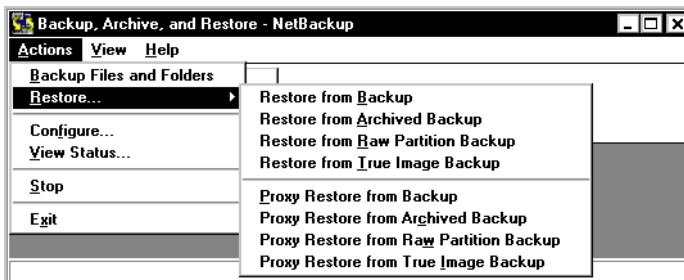 Backup, Archive, and Restore - NetBackup
Actions View Help
Backup Files and Folders
Restore...
Configure...
View Status...
Stop
Exit
Restore from Backup
Restore from Archived Backup
Restore from Raw Partition Backup
Restore from True Image Backup
Proxy Restore from Backup
Proxy Restore from Archived Backup
Proxy Restore from Raw Partition Backup
Proxy Restore from True Image Backup